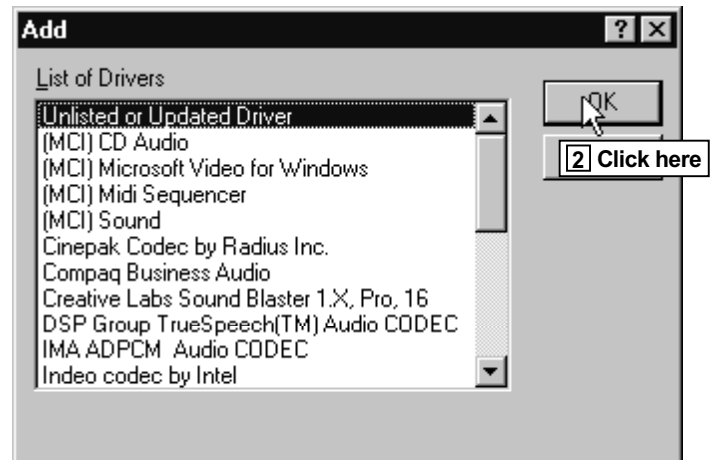 Add
List of Drivers
Unlisted or Updated Driver
(MCI) CD Audio
(MCI) Microsoft Video for Windows
(MCI) Midi Sequencer
(MCI) Sound
Cinepak Codec by Radius Inc.
Compaq Business Audio
Creative Labs Sound Blaster 1.X, Pro, 16
DSP Group TrueSpeech(TM) Audio CODEC
IMA ADPCM Audio CODEC
Indeo codec by Intel
OK
2 Click here